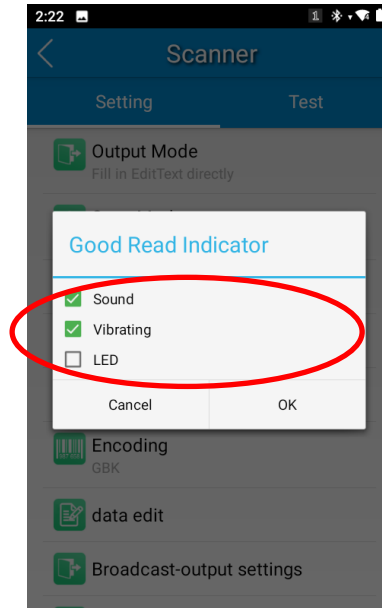 2:22
Scanner
Setting Test
Output Mode
Fill in EditText directly
Good Read Indicator
Sound
Vibrating
LED
Cancel OK
Encoding
GBK
data edit
Broadcast-output settings